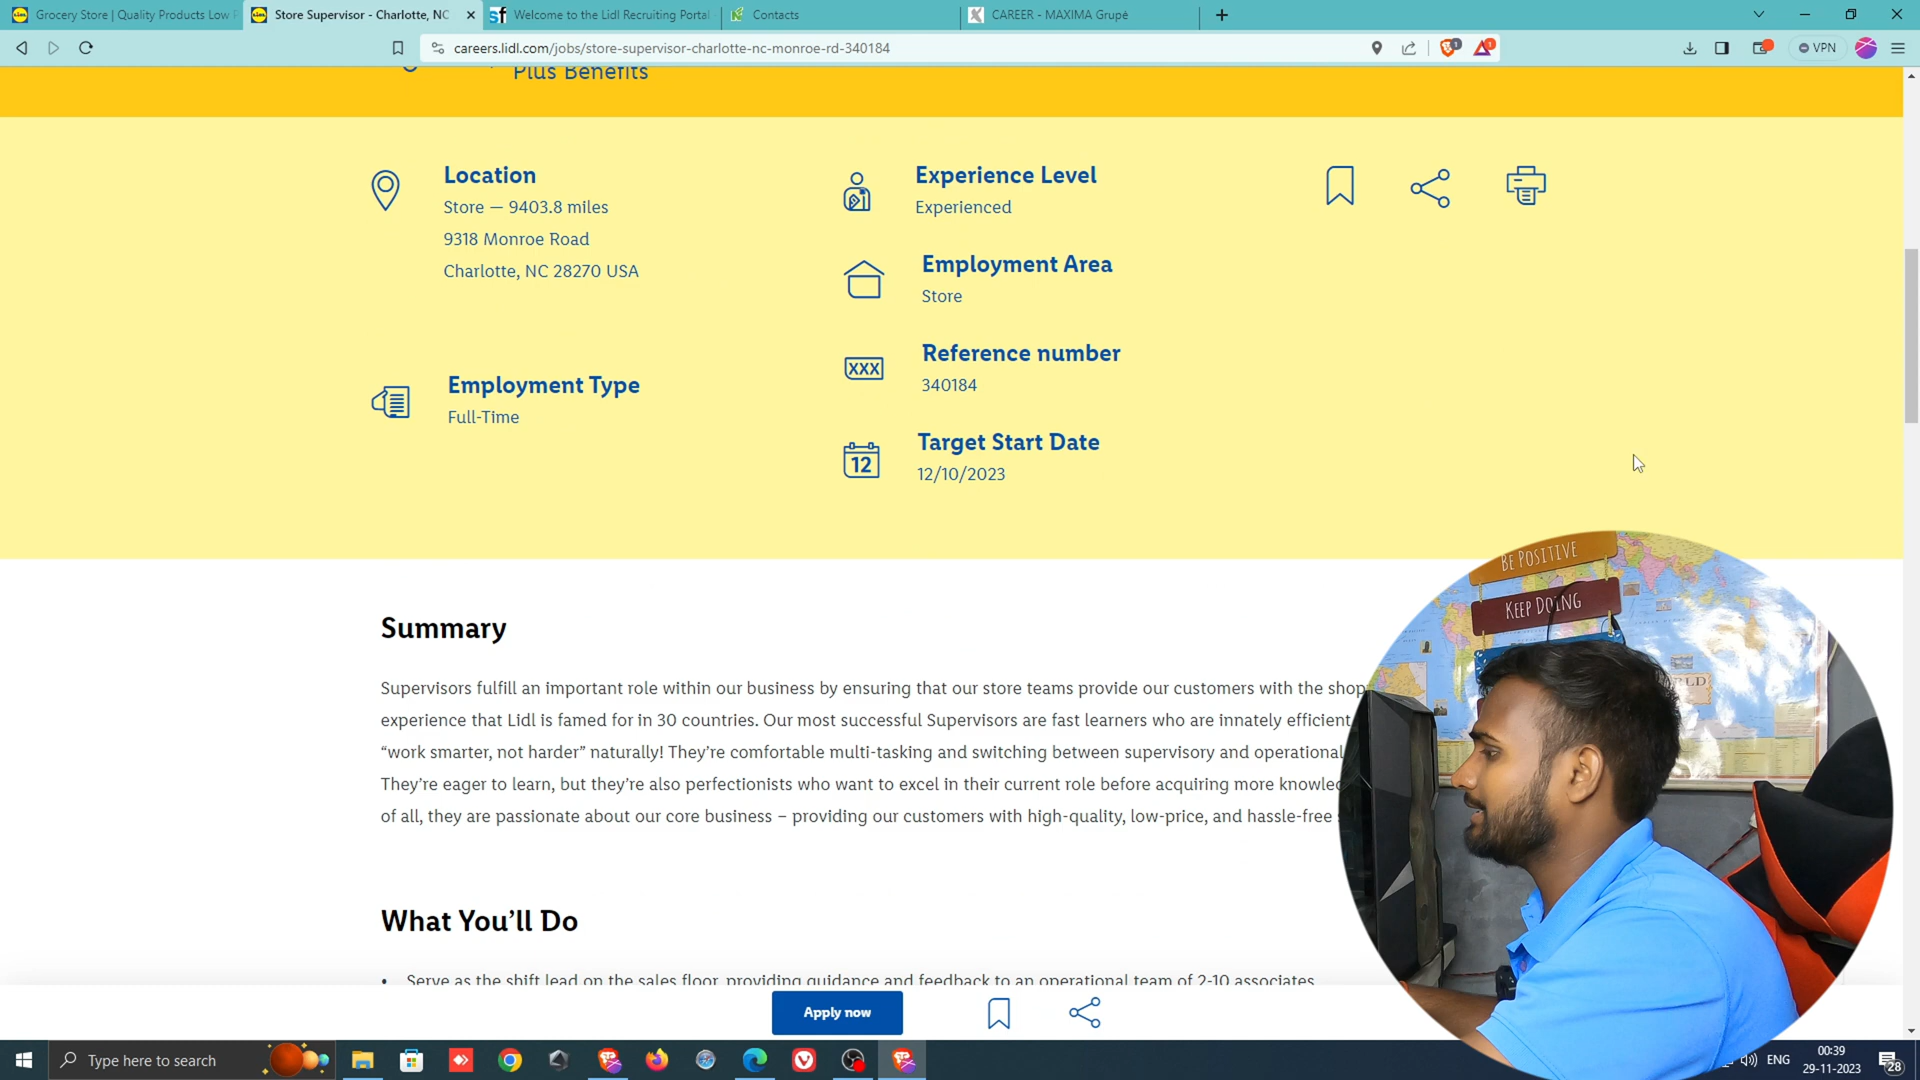 Grocery Store | Quality Products Low
Store Supervisor - Charlotte, NC
Welcome to the Lidl Recruiting Portal
Contacts
CAREER - MAXIMA Grupė
careers.lidl.com/jobs/store-supervisor-charlotte-nc-monroe-rd-340184
VPN
Plus Benefits
Location
Store — 9403.8 miles
9318 Monroe Road
Charlotte, NC 28270 USA
Employment Type
Full-Time
Experience Level
Experienced
Employment Area
Store
XXX
Reference number
340184
12
Target Start Date
12/10/2023
Summary
Supervisors fulfill an important role within our business by ensuring that our store teams provide our customers with the shop
experience that Lidl is famed for in 30 countries. Our most successful Supervisors are fast learners who are innately efficient
“work smarter, not harder” naturally! They’re comfortable multi-tasking and switching between supervisory and operational
They’re eager to learn, but they’re also perfectionists who want to excel in their current role before acquiring more
of all, they are passionate about our core business – providing our customers with high-quality, low-price, and hassle-free
What You’ll Do
• Serve as the shift lead on the sales floor, providing guidance and feedback to an operational team of 2-10 associates
Apply now
BE POSITIVE
KEEP DOING
Type here to search
ENG
00:39
29-11-2023
28